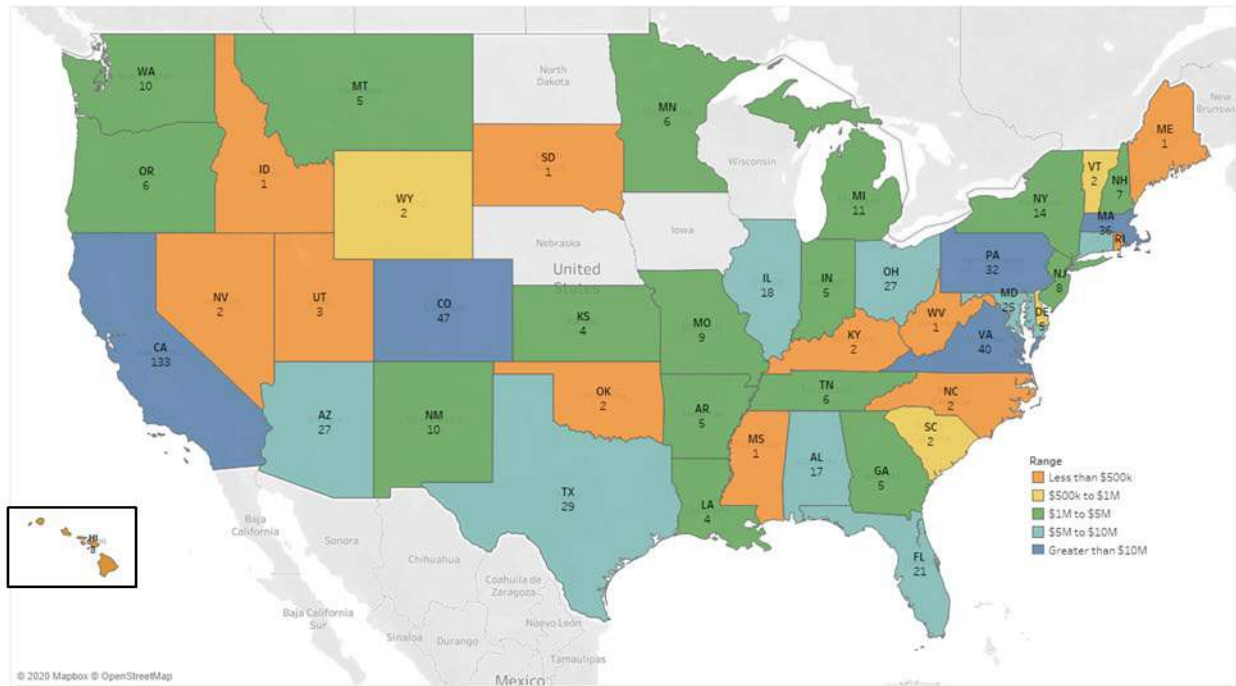 WA
10
MT
5
North
Dakota
MN
6
ME
1
New
Brunswick
OR
6
ID
1
SD
1
Wisconsin
VT
2
NH
7
WY
2
MI
11
NY
14
MA
36
RI
Nebraska
Iowa
PA
32
NJ
8
NV
2
UT
3
CO
47
United
States
IL
18
IN
5
OH
27
MD
25
DE
5
CA
133
KS
4
MO
9
KY
2
WV
1
VA
40
AZ
27
NM
10
OK
2
AR
5
TN
6
NC
2
SC
2
TX
29
MS
1
AL
17
GA
5
LA
4
FL
21
HI
Range
Less than $500k
$500k to $1M
$1M to $5M
$5M to $10M
Greater than $10M
Baja
California
Sonora
Chihuahua
Coahuila de
Zaragoza
Baja California
Sur
Sinaloa
Durango
Nuevo León
Tamaulipas
Mexico
© 2020 Mapbox © OpenStreetMap